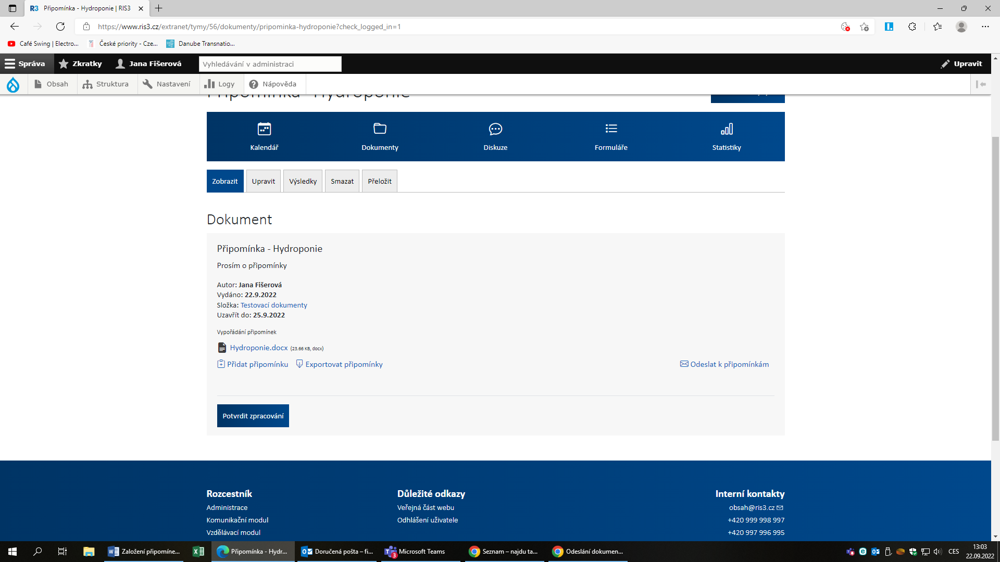 R3 Připomínka - Hydroponie | RIS3
https://www.ris3.cz/extranet/tymy/56/dokumenty/pripominka-hydroponie?check_logged_in=1
Café Swing | Electro... České priority - Cze... Danube Transnatio...
Správa Zkratky Jana Fišerová Vyhledávání v administraci Upravit
Obsah Struktura Nastavení Logy Nápověda
Připomínka - Hydroponie
Kalendář Dokumenty Diskuze Formuláře Statistiky
Zobrazit Upravit Výsledky Smazat Přeložit
Dokument
Připomínka - Hydroponie
Prosím o připomínky
Autor: Jana Fišerová
Vydáno: 22.9.2022
Složka: Testovací dokumenty
Uzavřít do: 25.9.2022
Vypořádání připomínek
Hydroponie.docx (23.66 KB, docx)
Přidat připomínku Exportovat připomínky Odeslat k připomínkám
Potvrdit zpracování
Rozcestník Důležité odkazy Interní kontakty
Administrace Veřejná část webu obsah@ris3.cz
Komunikační modul Odhlášení uživatele +420 999 998 997
Vzdělávací modul +420 997 996 995
Založení připomíne... Připomínka - Hydr... Doručená pošta – fi... 3 Microsoft Teams Seznam – najdu ta... Odeslání dokumen... CES 13:03
22.09.2022